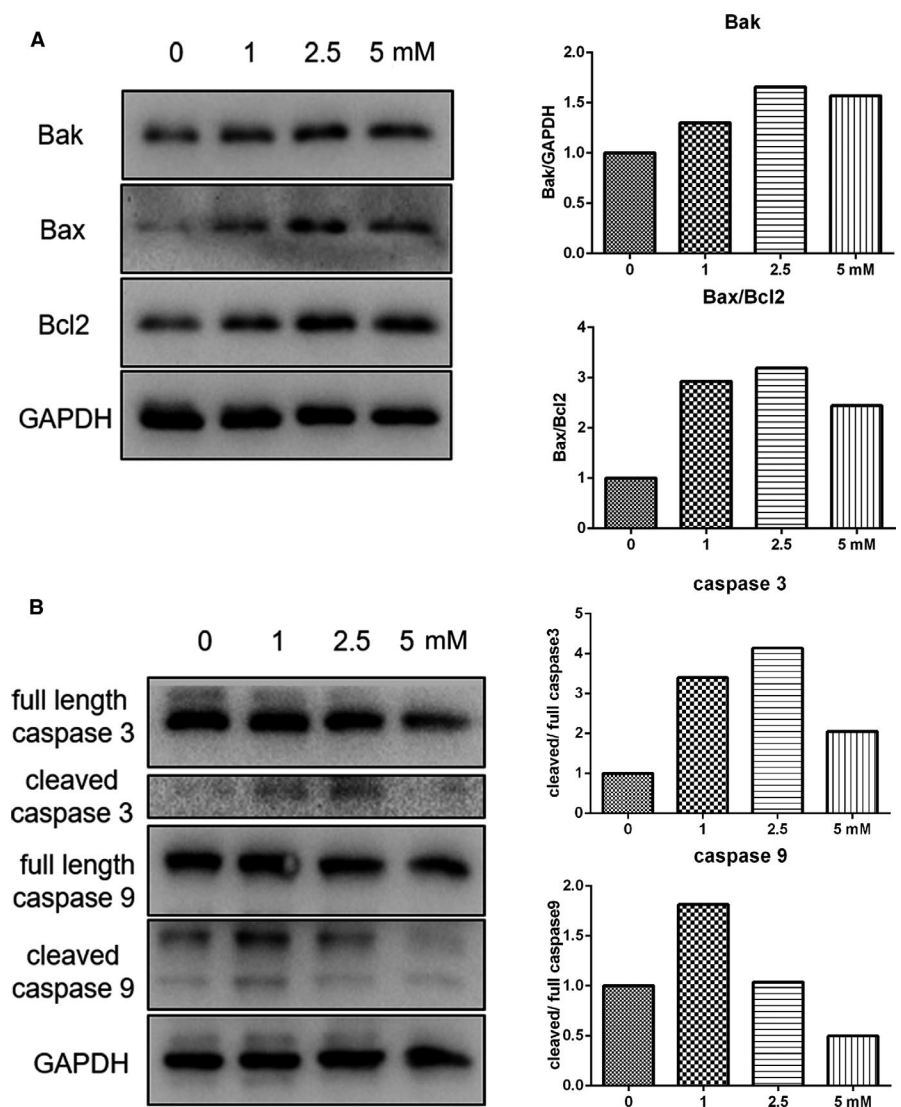 A
0 1 2.5 5 mM
Bak
Bax
Bcl2
GAPDH
Bak
Bak/GAPDH
2.0
1.5
1.0
0.5
0.0
0 1 2.5 5 mM
Bax/Bcl2
Bax/Bcl2
4
3
2
1
0
0 1 2.5 5 mM
B
0 1 2.5 5 mM
full length
caspase 3
cleaved
caspase 3
full length
caspase 9
cleaved
caspase 9
GAPDH
caspase 3
cleaved/ full caspase3
5
4
3
2
1
0
0 1 2.5 5 mM
caspase 9
cleaved/ full caspase9
2.0
1.5
1.0
0.5
0.0
0 1 2.5 5 mM